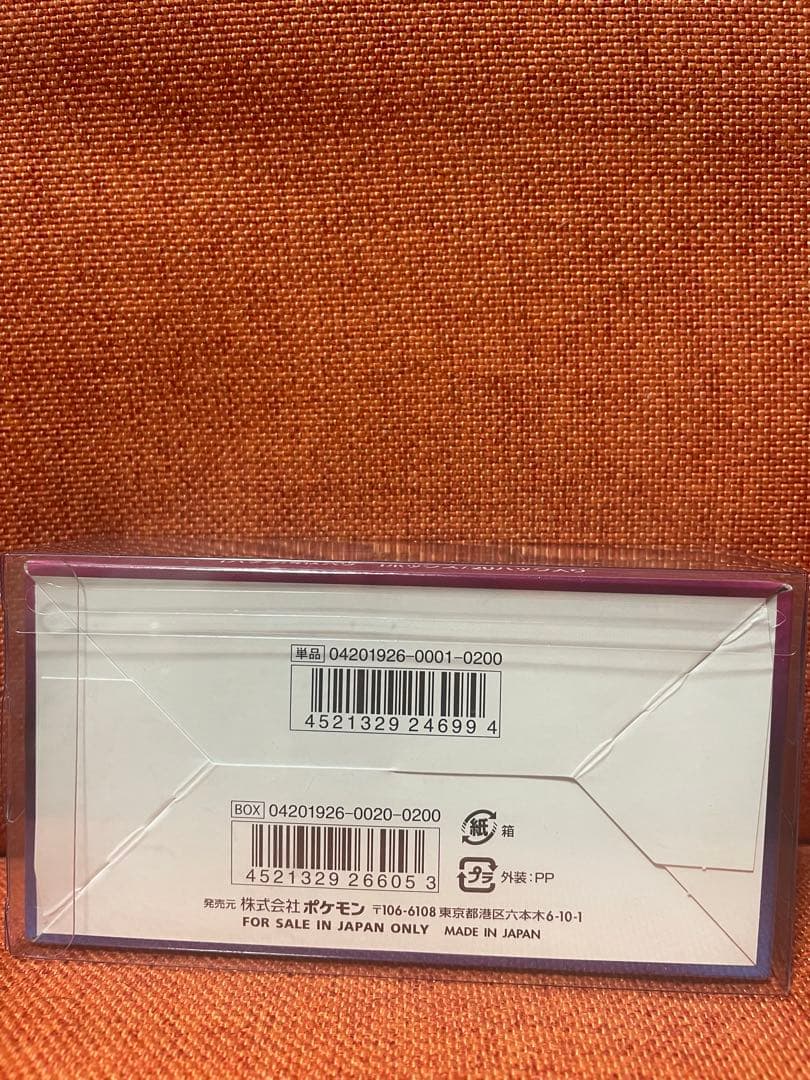 単品 04201926-0001-0200
4521329 24699 4
BOX 04201926-0020-0200
4521329 26605 3
紙 箱
プラ 外装:PP
発売元 株式会社 ポケモン 〒106-6108 東京都港区六本木6-10-1
FOR SALE IN JAPAN ONLY MADE IN JAPAN